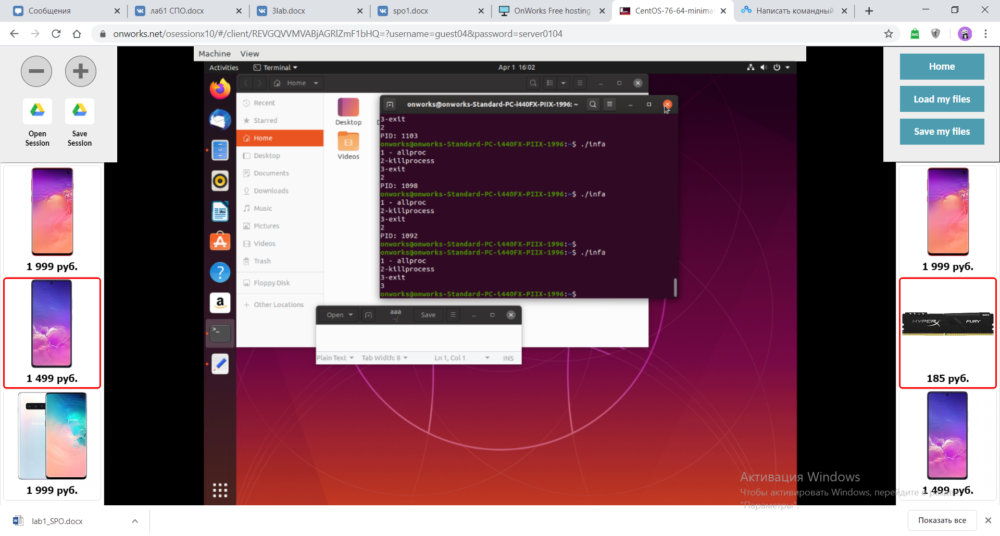 Сообщения
лаб1 СПО.docx
3lab.docx
spo1.docx
OnWorks Free hosting
CentOS-76-64-minimal
Написатъ командный
onworks.net/osessionx10/#/client/REVGQVVMVABjAGRlZmF1bHQ=?username=guest04&password=server0104
Machine View
Activities Terminal Apr 1 16:02
Open Session
Save Session
Home
Load my files
Save my files
Home
Recent
Starred
Home
Desktop
Documents
Downloads
Music
Pictures
Videos
Trash
Floppy Disk
Other Locations
Desktop
Videos
onworks@onworks-Standard-PC-i440FX-PIIX-1996: ~
3-exit
2
PID: 1103
onworks@onworks-Standard-PC-i440FX-PIIX-1996:~$ ./infa
1 - allproc
2-killprocess
3-exit
2
PID: 1098
onworks@onworks-Standard-PC-i440FX-PIIX-1996:~$ ./infa
1 - allproc
2-killprocess
3-exit
2
PID: 1092
onworks@onworks-Standard-PC-i440FX-PIIX-1996:~$
onworks@onworks-Standard-PC-i440FX-PIIX-1996:~$ ./infa
1 - allproc
2-killprocess
3-exit
3
onworks@onworks-Standard-PC-i440FX-PIIX-1996:~$
Open aaa Save
~/
Plain Text Tab Width: 8 Ln 1, Col 1 INS
1 999 руб.
1 499 руб.
SAMSUNG
1 999 руб.
1 999 руб.
HYPERX FURY DDR4
185 руб.
1 499 руб.
Активация Windows
Чтобы активировать Windows, перейдите в раздел
"Параметры".
lab1_SPO.docx
Показать все